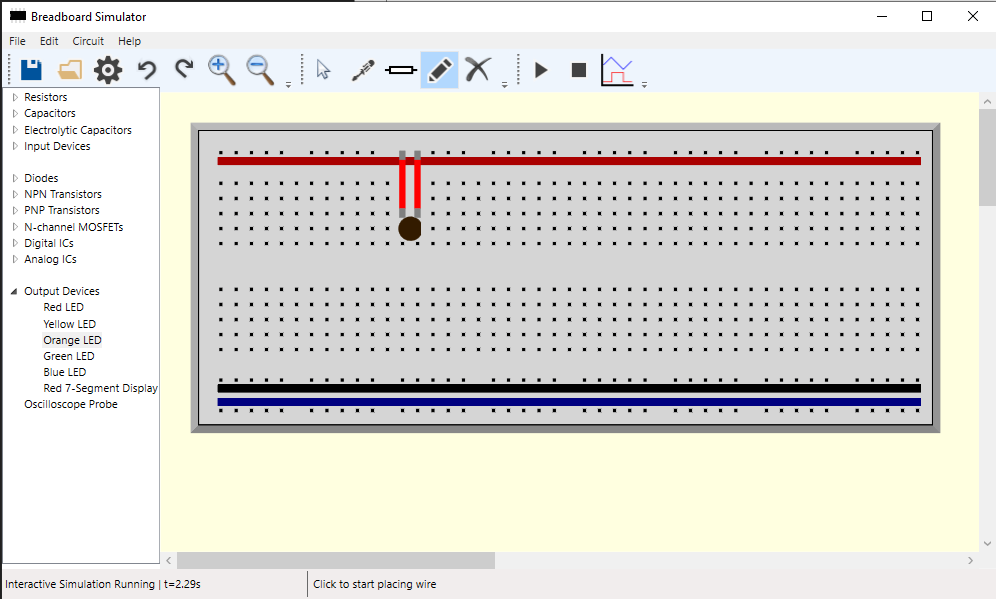 Breadboard Simulator
File Edit Circuit Help
Resistors
Capacitors
Electrolytic Capacitors
Input Devices
Diodes
NPN Transistors
PNP Transistors
N-channel MOSFETs
Digital ICs
Analog ICs
Output Devices
Red LED
Yellow LED
Orange LED
Green LED
Blue LED
Red 7-Segment Display
Oscilloscope Probe
Interactive Simulation Running | t=2.29s
Click to start placing wire